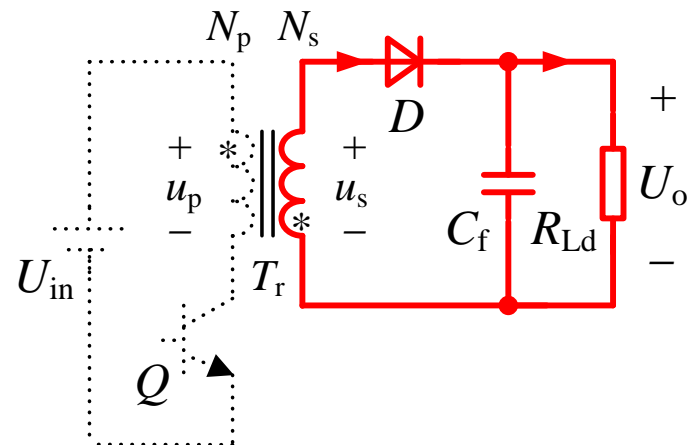 Np Ns
+ * + D +
up us Uo
− * − Cf RLd −
Uin Tr
Q